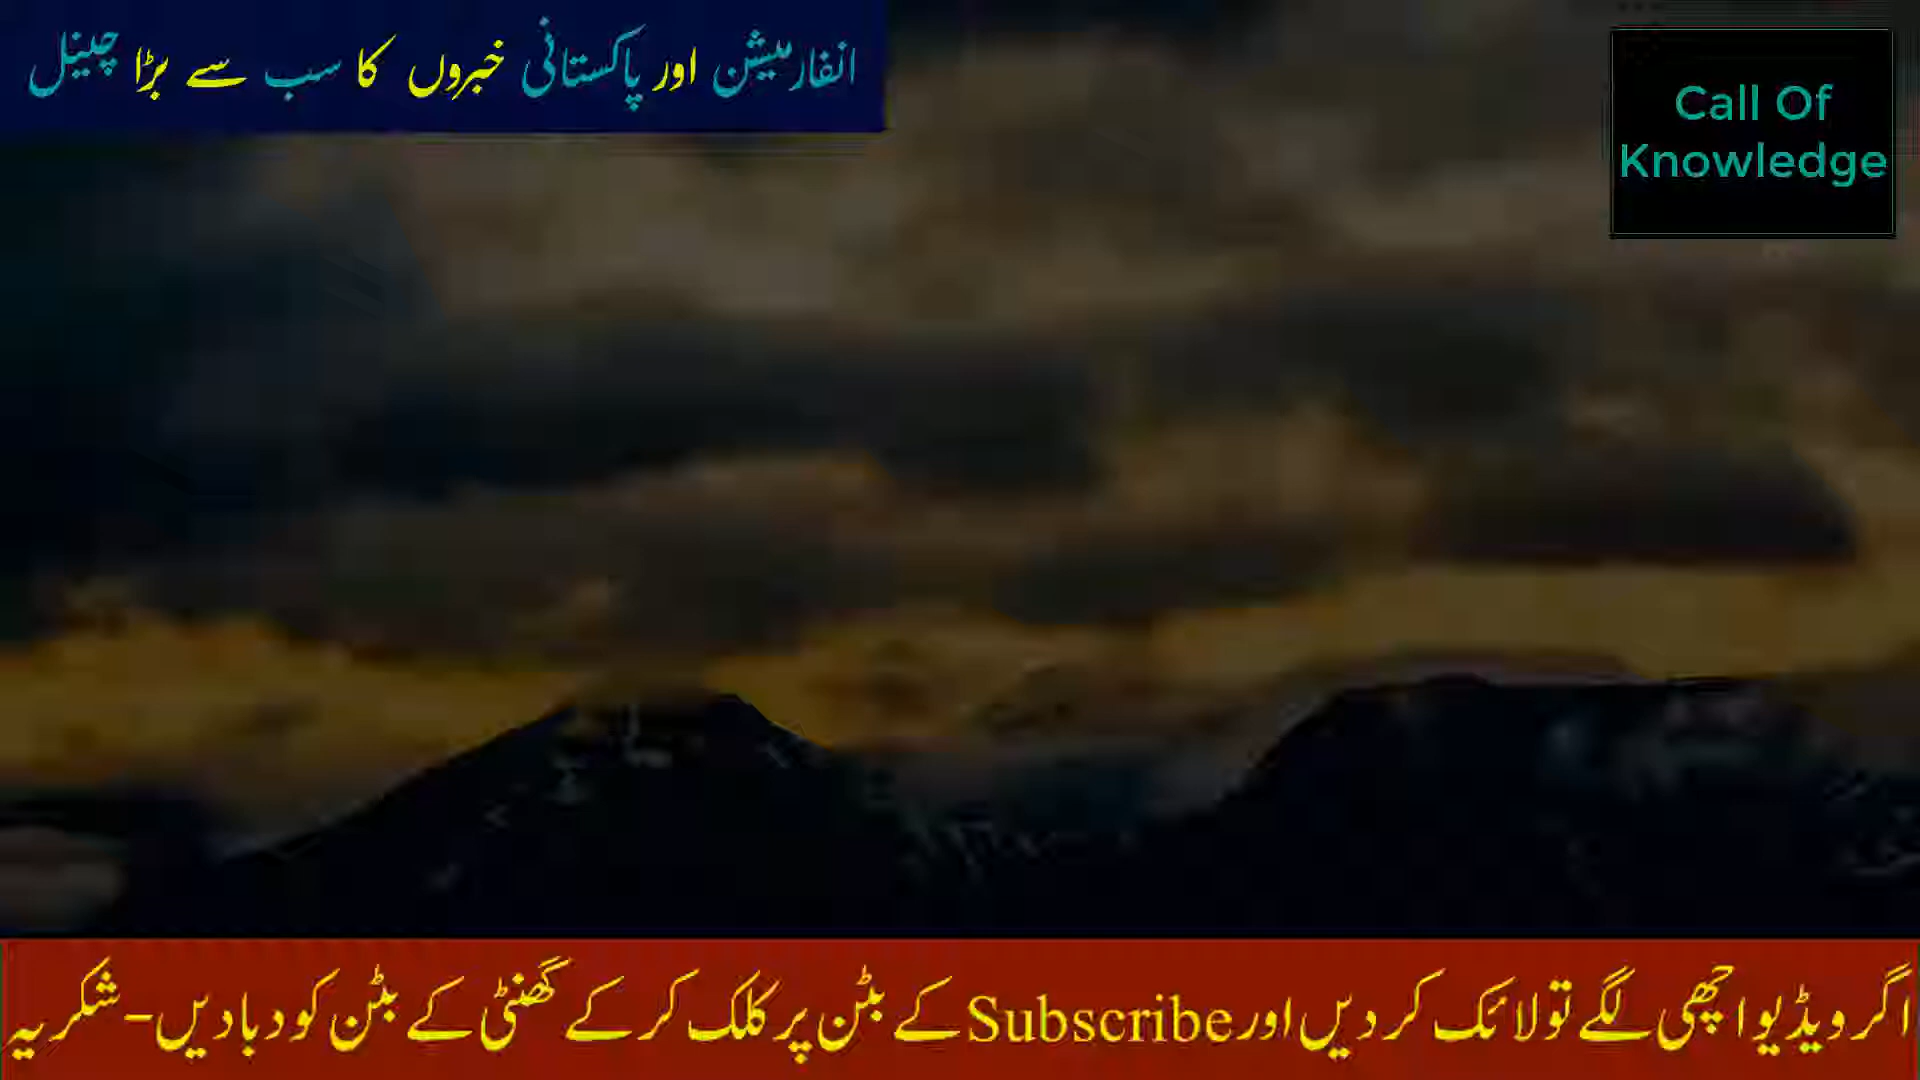 انفارمیشن اور پاکستانی خبروں کا سب سے بڑا چینل
Call Of
Knowledge
اگر ویڈیو اچھی لگے تو لائک کر دیں اور Subscribe کے بٹن پر کلک کر کے گھنٹی کے بٹن کو دبا دیں - شکریہ